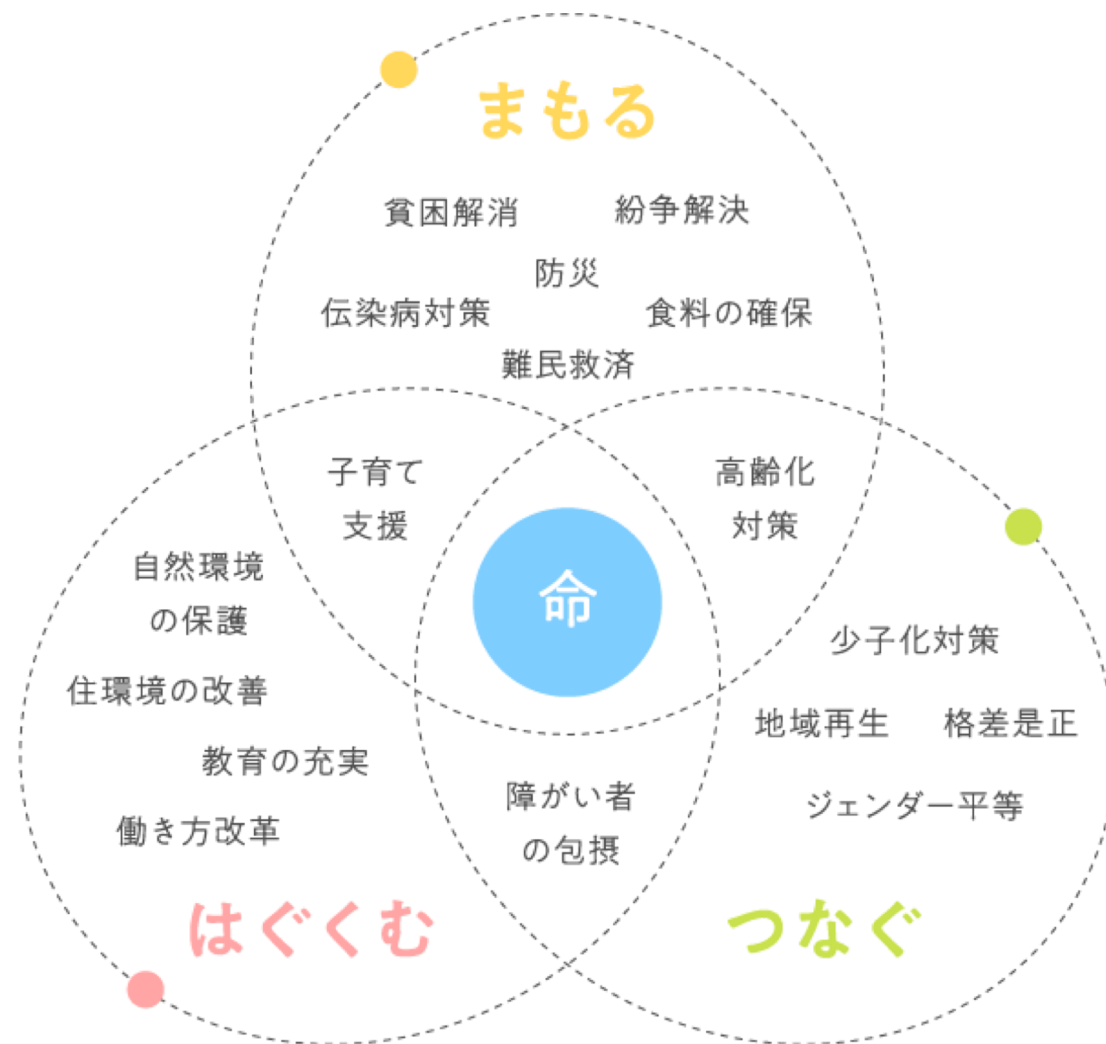 まもる
貧困解消
紛争解決
防災
伝染病対策
食料の確保
難民救済
子育て
支援
高齢化
対策
命
自然環境
の保護
住環境の改善
教育の充実
働き方改革
少子化対策
地域再生
格差是正
ジェンダー平等
障がい者
の包摂
はぐくむ
つなぐ